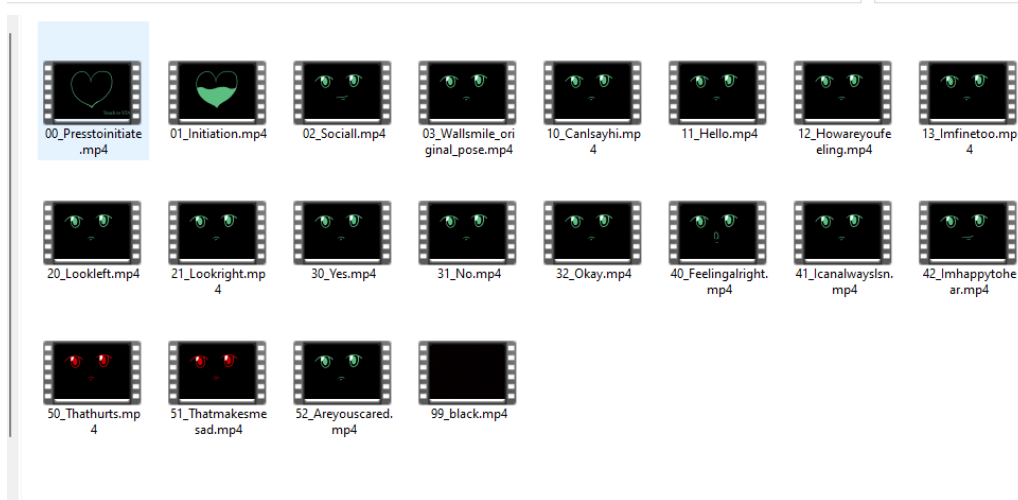 00_Presstoinitiate
.mp4
01_Initiation.mp4
02_Sociall.mp4
03_Wallsmile_ori
ginal_pose.mp4
10_CanIsayhi.mp
4
11_Hello.mp4
12_Howareyoufe
eling.mp4
13_Imfinetoo.mp
4
20_Lookleft.mp4
21_Lookright.mp
4
30_Yes.mp4
31_No.mp4
32_Okay.mp4
40_Feelingalright.
mp4
41_Icanalwayslsn.
mp4
42_Imhappytohe
ar.mp4
50_Thathurts.mp
4
51_Thatmakesme
sad.mp4
52_Areyouscared.
mp4
99_black.mp4